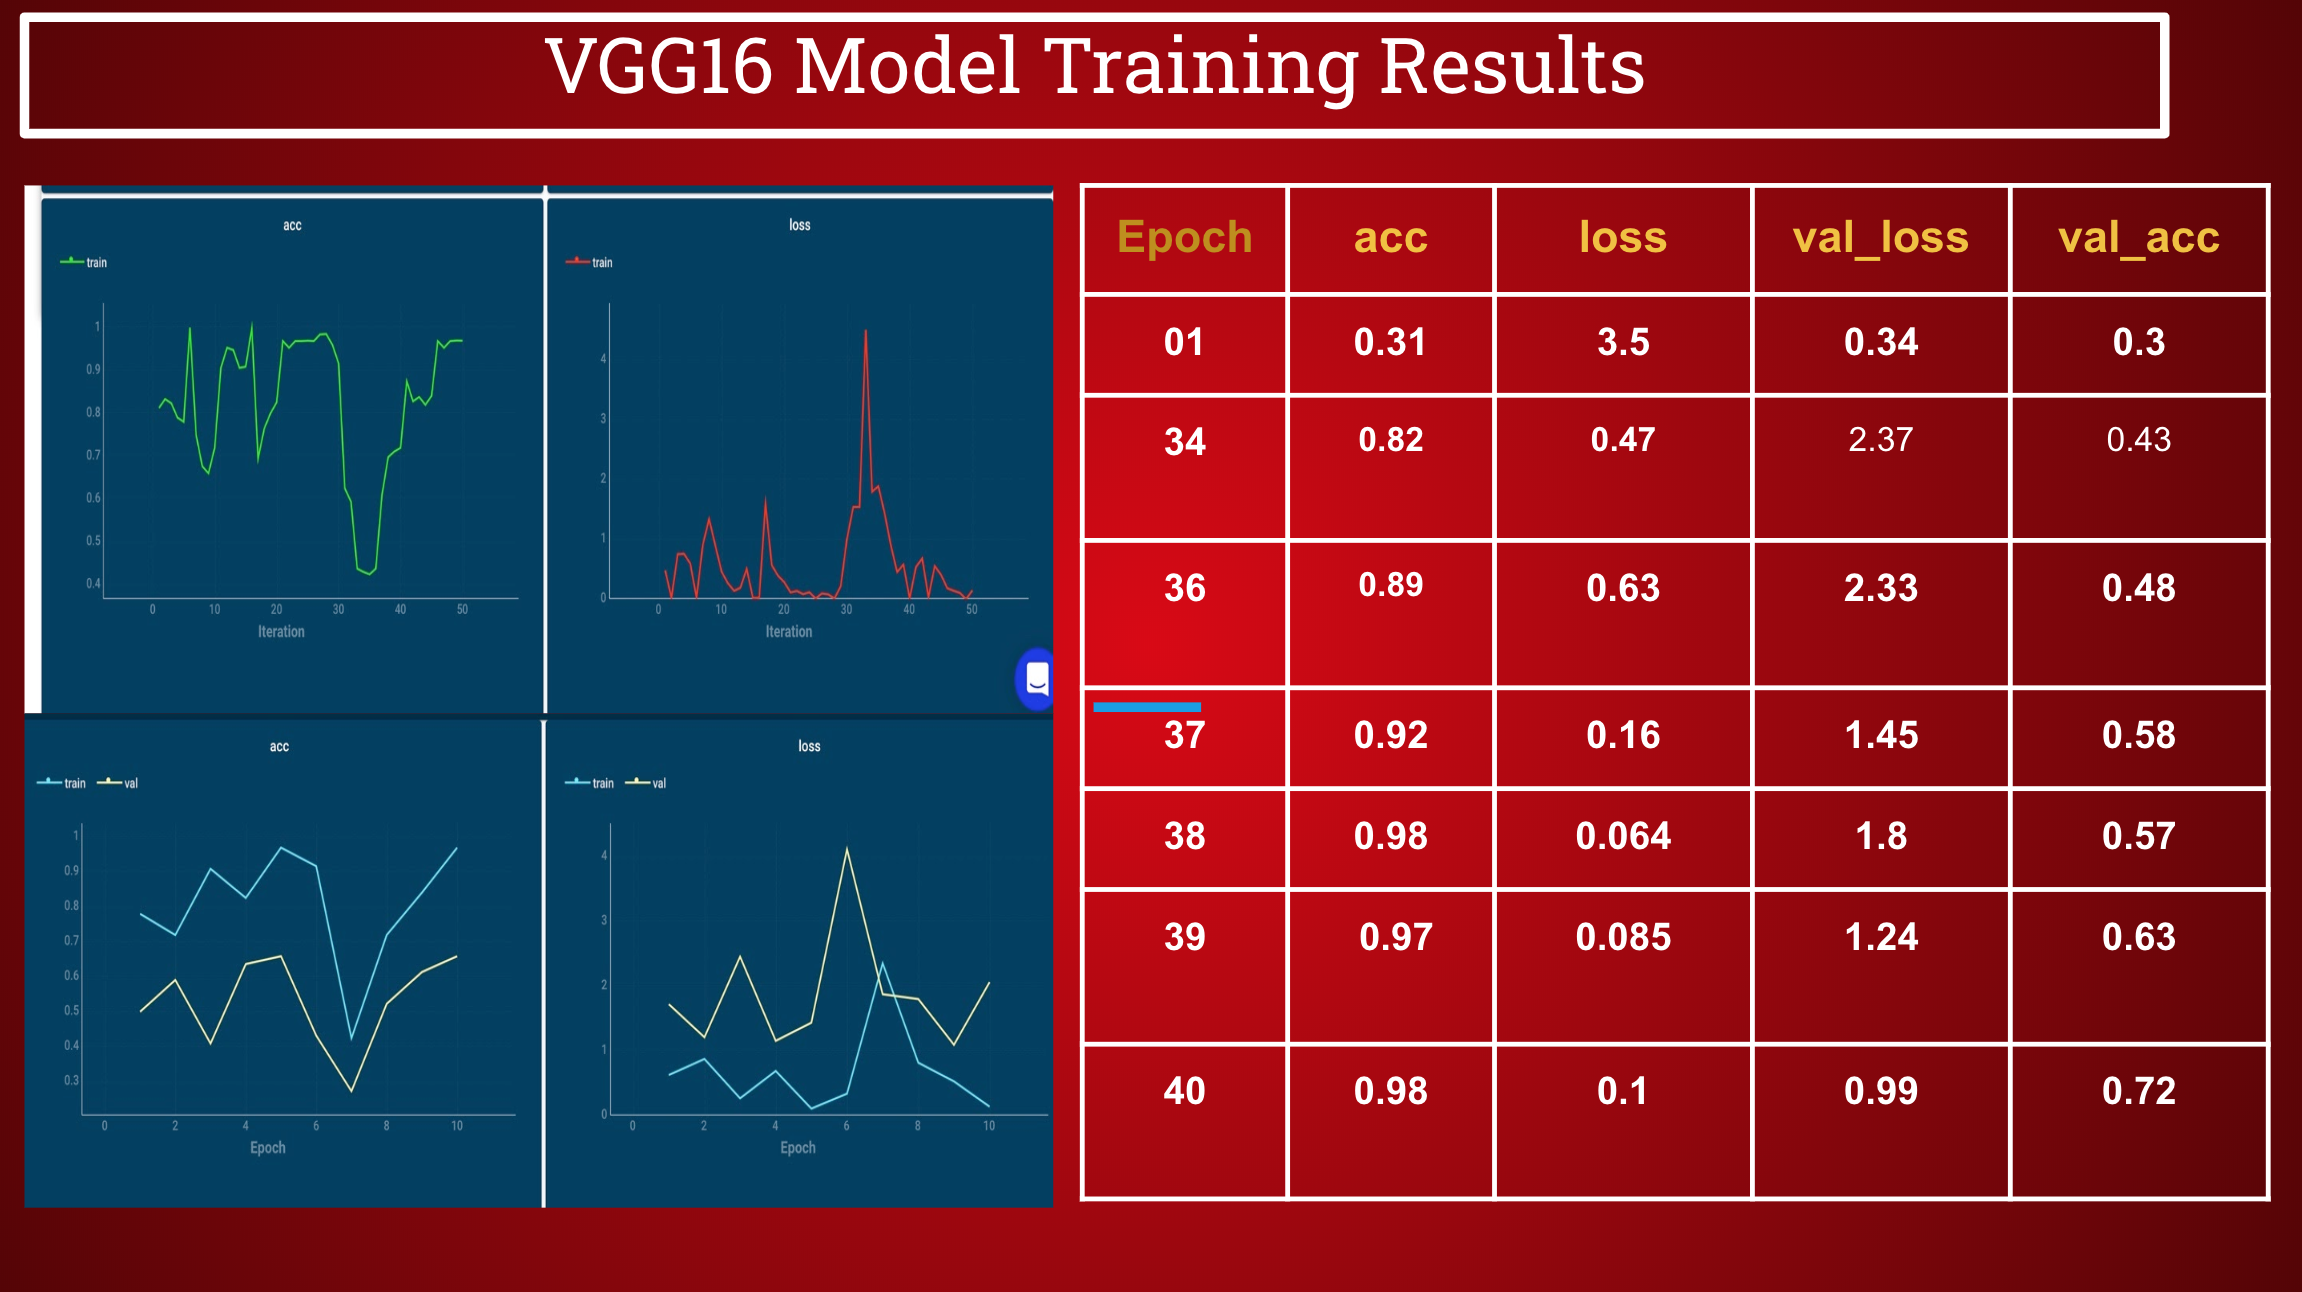 VGG16 Model Training Results
acc
train
1
0.9
0.8
0.7
0.6
0.5
0.4
0 10 20 30 40 50
Iteration
loss
train
4
3
2
1
0
0 10 20 30 40 50
Iteration
acc
train val
1
0.9
0.8
0.7
0.6
0.5
0.4
0.3
0 2 4 6 8 10
Epoch
loss
train val
4
3
2
1
0
0 2 4 6 8 10
Epoch
Epoch acc loss val_loss val_acc
01 0.31 3.5 0.34 0.3
34 0.82 0.47 2.37 0.43
36 0.89 0.63 2.33 0.48
37 0.92 0.16 1.45 0.58
38 0.98 0.064 1.8 0.57
39 0.97 0.085 1.24 0.63
40 0.98 0.1 0.99 0.72